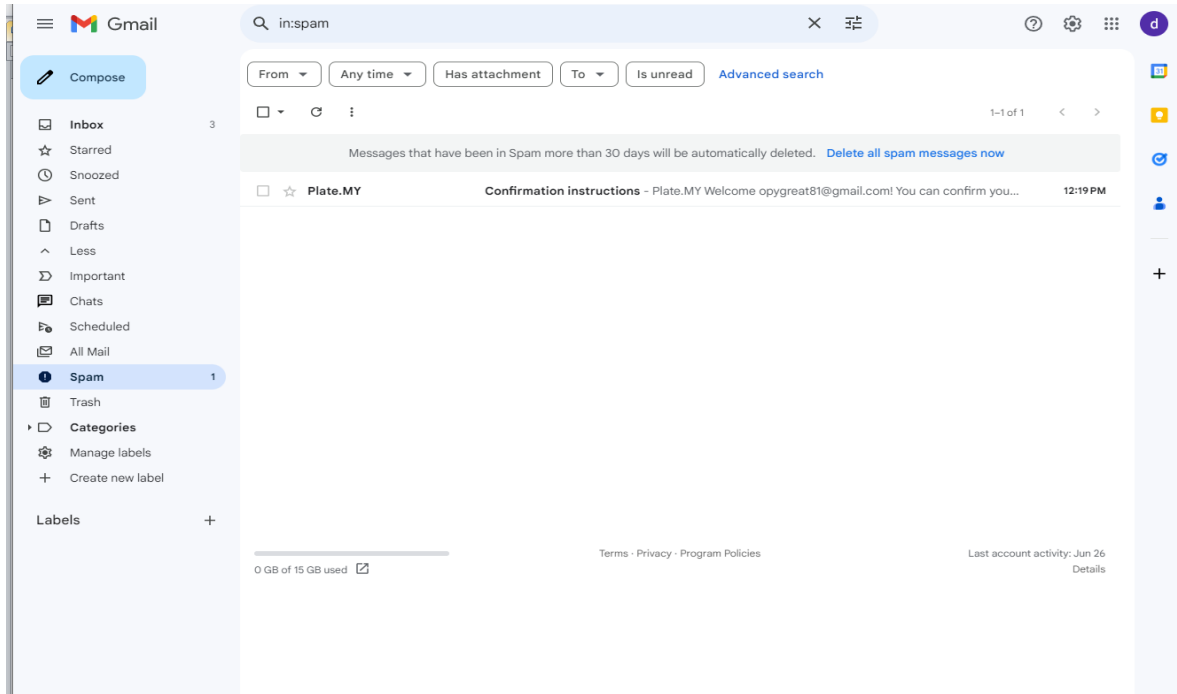 Gmail
in:spam
d
Compose
From
Any time
Has attachment
To
Is unread
Advanced search
1–1 of 1
Messages that have been in Spam more than 30 days will be automatically deleted. Delete all spam messages now
Plate.MY Confirmation instructions - Plate.MY Welcome opygreat81@gmail.com! You can confirm you... 12:19 PM
Inbox 3
Starred
Snoozed
Sent
Drafts
Less
Important
Chats
Scheduled
All Mail
Spam 1
Trash
Categories
Manage labels
Create new label
Labels
0 GB of 15 GB used
Terms · Privacy · Program Policies
Last account activity: Jun 26
Details
31